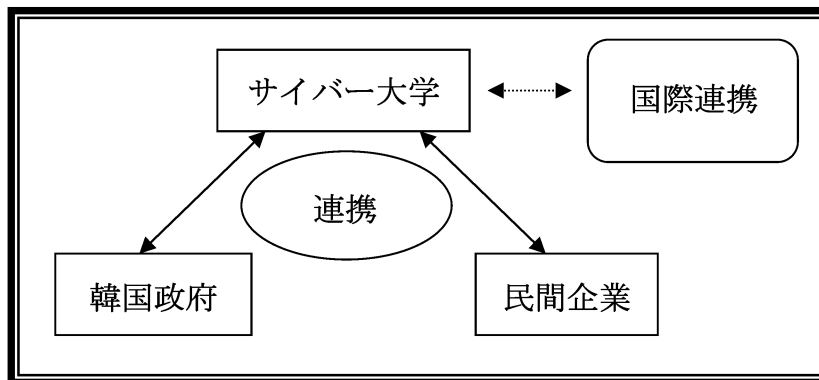 サイバー大学
国際連携
連携
韓国政府
民間企業